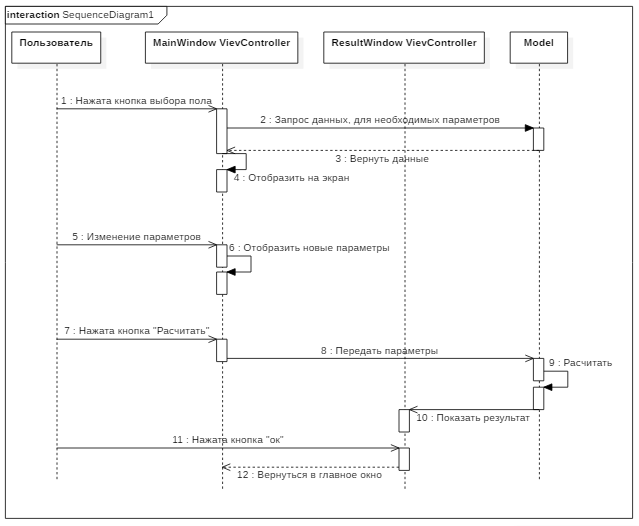 interaction SequenceDiagram1
Пользователь
MainWindow VievController
ResultWindow VievController
Model
1 : Нажата кнопка выбора пола
2 : Запрос данных, для необходимых параметров
3 : Вернуть данные
4 : Отобразить на экран
5 : Изменение параметров
6 : Отобразить новые параметры
7 : Нажата кнопка "Расчитать"
8 : Передать параметры
9 : Расчитать
10 : Показать результат
11 : Нажата кнопка "ок"
12 : Вернуться в главное окно